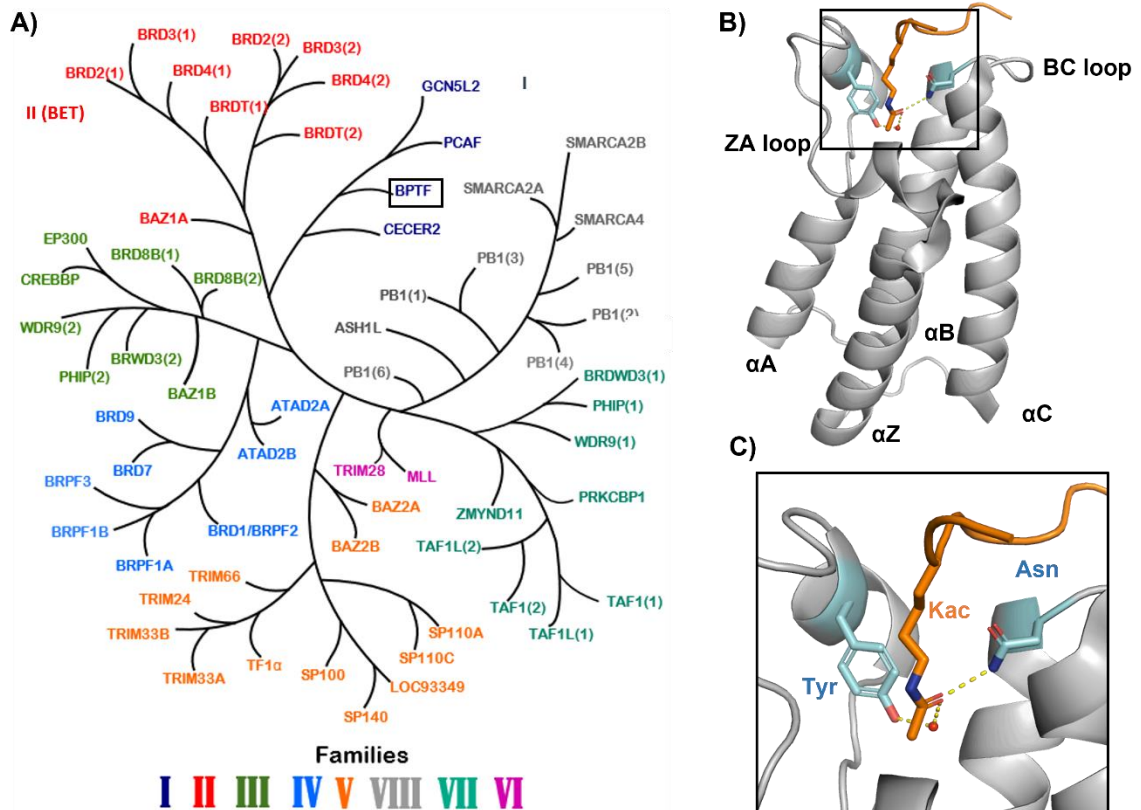 A)
BRD3(1)
BRD2(2)
BRD3(2)
BRD2(1)
BRD4(1)
BRD4(2)
GCN5L2
I
II (BET)
BRDT(1)
BRDT(2)
PCAF
SMARCA2B
BPTF
SMARCA2A
BAZ1A
CECER2
SMARCA4
EP300
BRD8B(1)
CREBBP
BRD8B(2)
PB1(3)
PB1(5)
PB1(1)
WDR9(2)
ASH1L
PB1(2)
BRWD3(2)
PHIP(2)
PB1(4)
BAZ1B
PB1(6)
BRDWD3(1)
ATAD2A
PHIP(1)
BRD9
WDR9(1)
ATAD2B
BRD7
TRIM28
MLL
BRPF3
BAZ2A
PRKCBP1
ZMYND11
BRPF1B
BRD1/BRPF2
BAZ2B
TAF1L(2)
BRPF1A
TRIM66
TRIM24
TAF1(2)
TAF1(1)
TRIM33B
SP110A
TAF1L(1)
SP110C
TRIM33A
TF1α
SP100
LOC93349
SP140
Families
I II III IV V VIII VII VI
B)
BC loop
ZA loop
αB
αA
αC
αZ
C)
Asn
Kac
Tyr